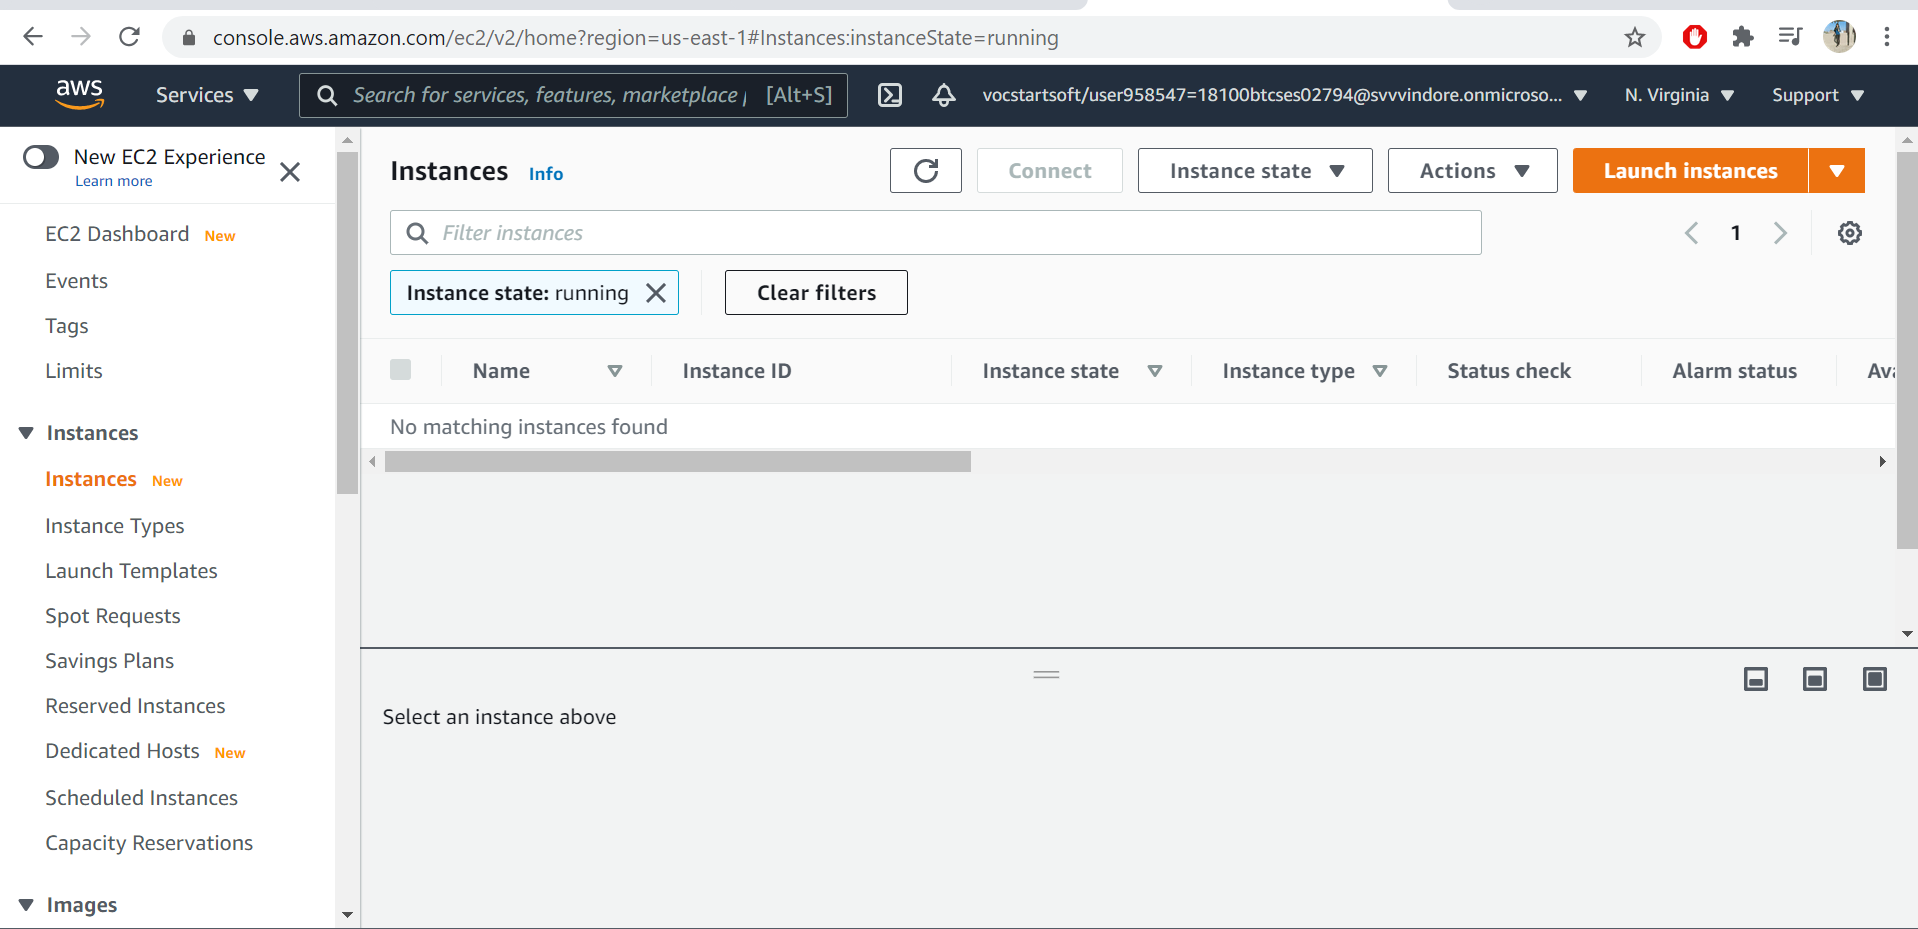 console.aws.amazon.com/ec2/v2/home?region=us-east-1#Instances:instanceState=running
aws
Services
Search for services, features, marketplace
[Alt+S]
vocstartsoft/user958547=18100btcses02794@svvvindore.onmicroso...
N. Virginia
Support
New EC2 Experience
Learn more
EC2 Dashboard New
Events
Tags
Limits
Instances
Instances New
Instance Types
Launch Templates
Spot Requests
Savings Plans
Reserved Instances
Dedicated Hosts New
Scheduled Instances
Capacity Reservations
Images
Instances Info
Connect
Instance state
Actions
Launch instances
Filter instances
1
Instance state: running
Clear filters
Name
Instance ID
Instance state
Instance type
Status check
Alarm status
No matching instances found
Select an instance above